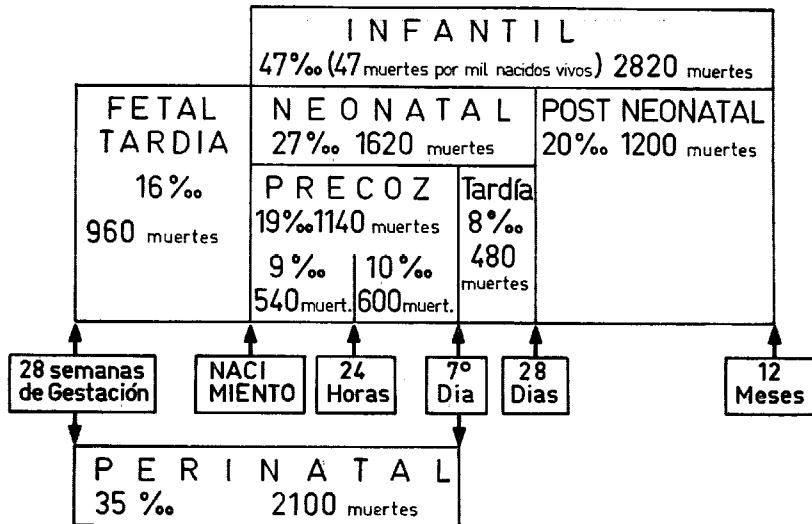 INFANTIL
47‰ (47 muertes por mil nacidos vivos) 2820 muertes
FETAL
TARDIA
16‰
960 muertes
NEONATAL
27‰ 1620 muertes
POST NEONATAL
20‰ 1200 muertes
PRECOZ
19‰ 1140 muertes
9‰
540 muert.
10‰
600 muert.
Tardía
8‰
480
muertes
28 semanas
de Gestación
NACI
MIENTO
24
Horas
7º
Dia
28
Dias
12
Meses
PERINATAL
35 ‰ 2100 muertes